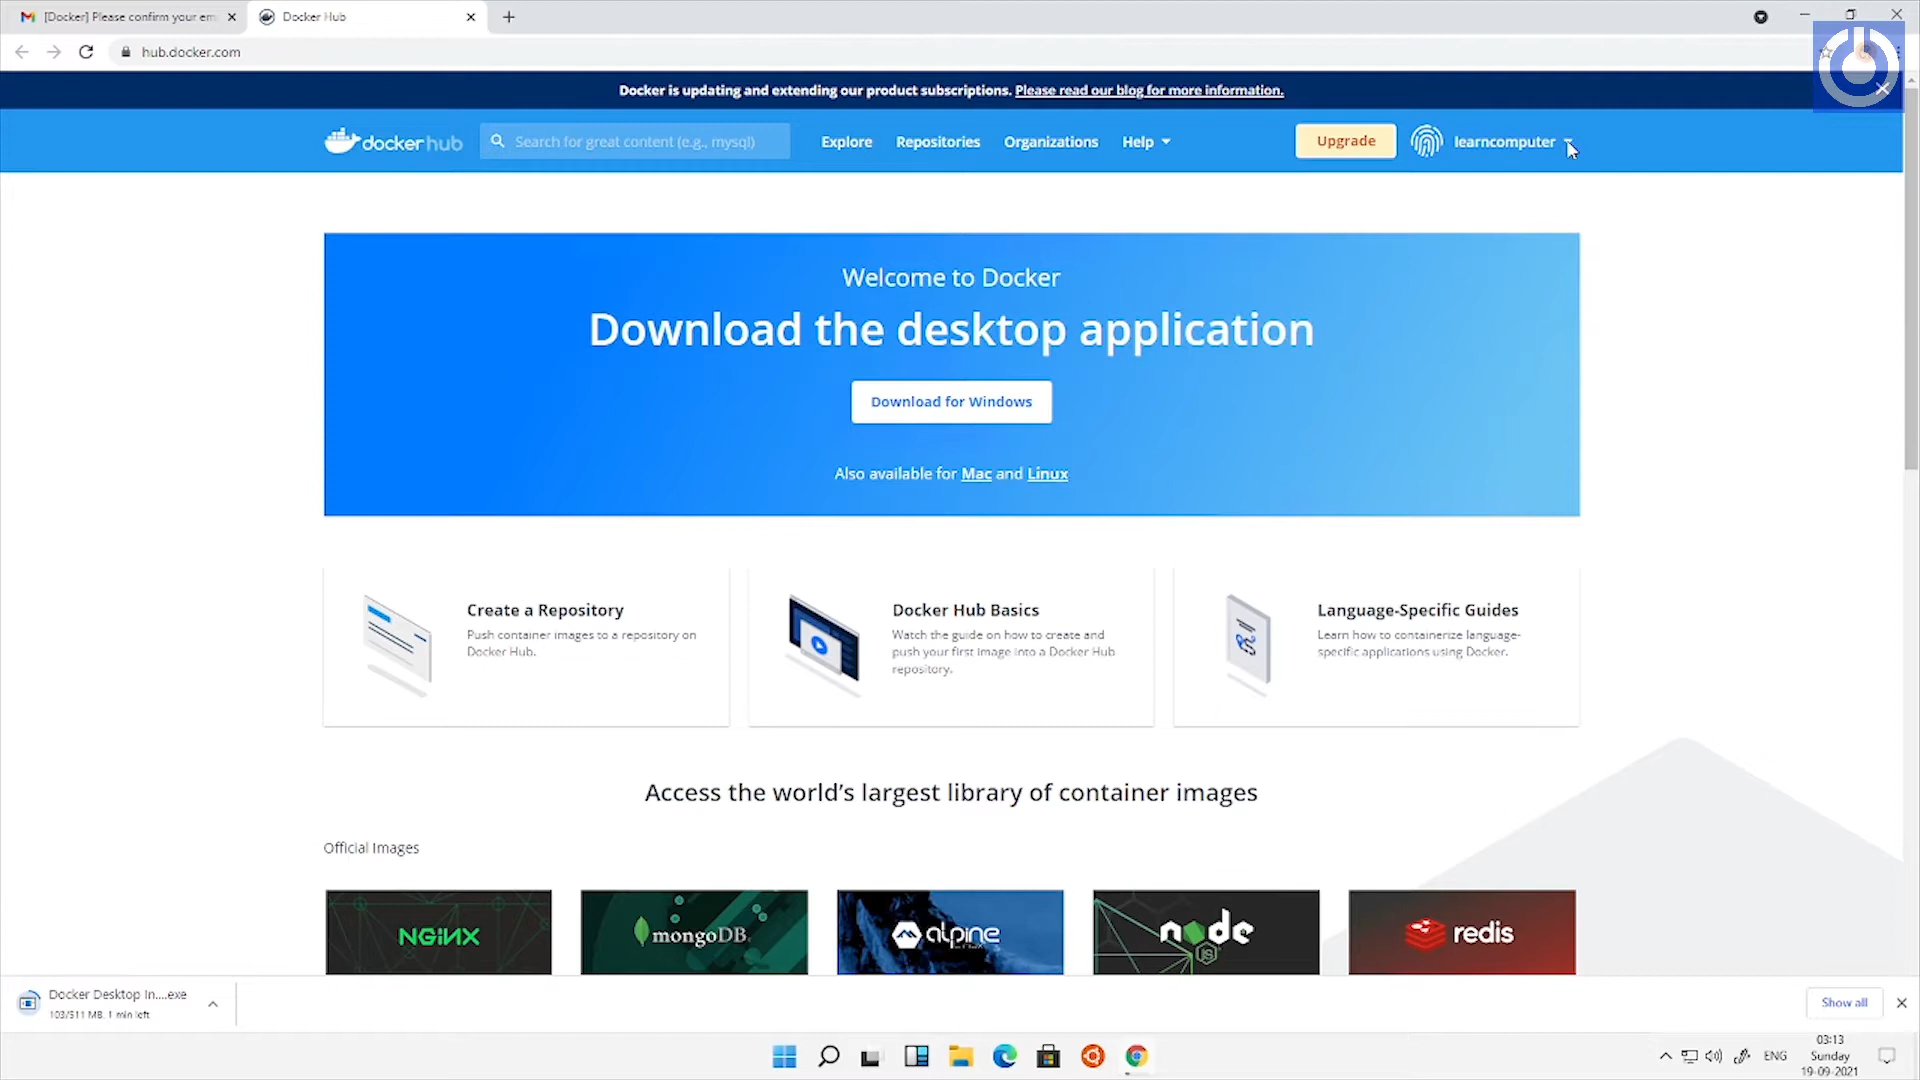 [Docker] Please confirm your em
Docker Hub
hub.docker.com
Docker is updating and extending our product subscriptions. Please read our blog for more information.
docker hub
Search for great content (e.g., mysql)
Explore
Repositories
Organizations
Help
Upgrade
learncomputer
Welcome to Docker
Download the desktop application
Download for Windows
Also available for Mac and Linux
Create a Repository
Push container images to a repository on
Docker Hub.
Docker Hub Basics
Watch the guide on how to create and
push your first image into a Docker Hub
repository.
Language-Specific Guides
Learn how to containerize language-
specific applications using Docker.
Access the world's largest library of container images
Official Images
NGINX
mongoDB.
alpine
node
JS
redis
Docker Desktop In....exe
103/511 MB, 1 min left
Show all
ENG
03:13
Sunday
19-09-2021